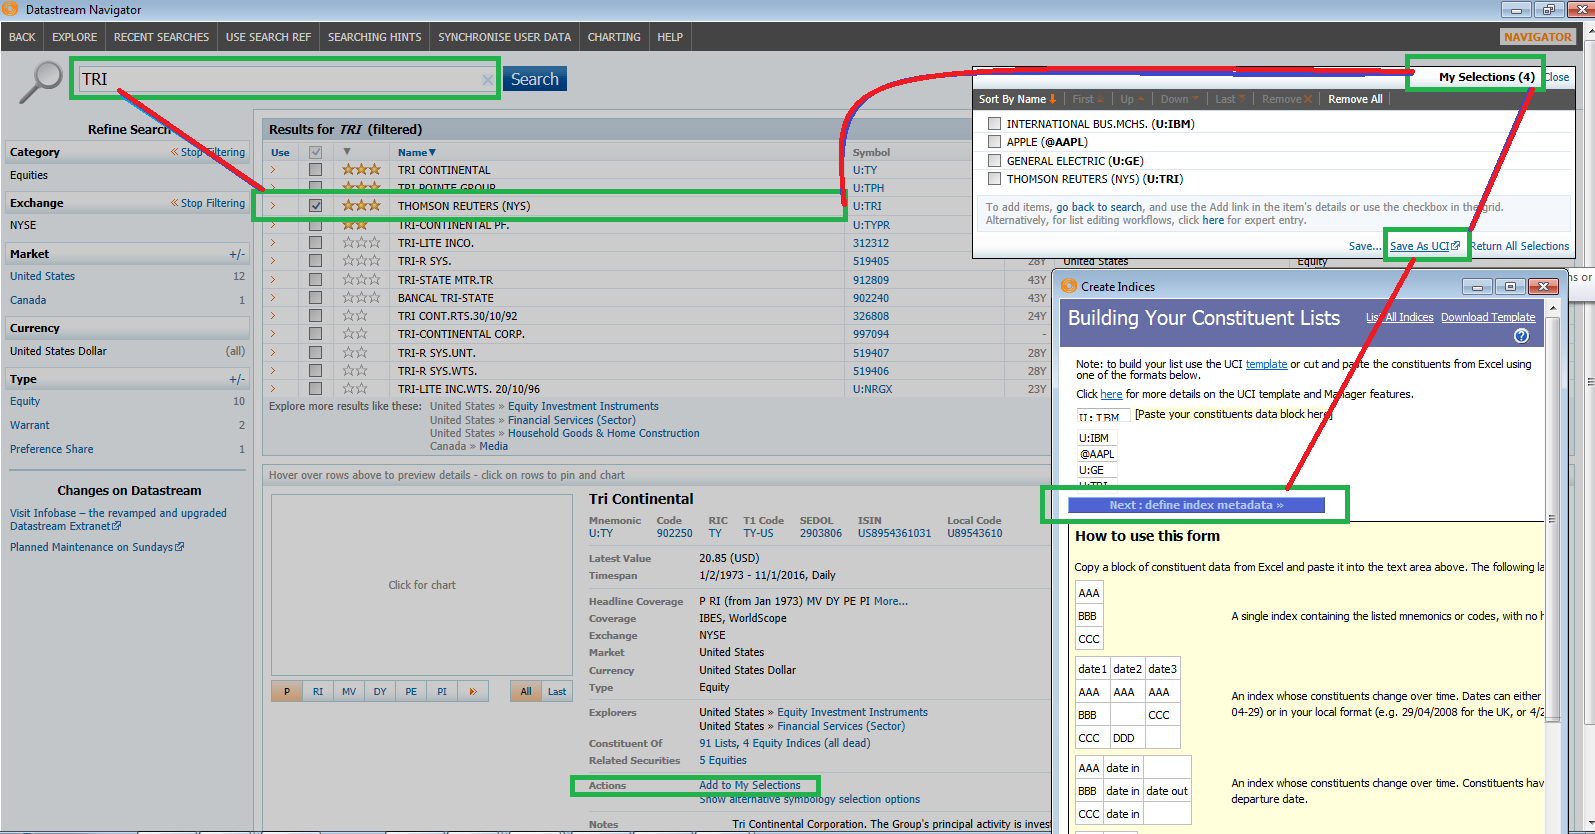 Datastream Navigator
BACK EXPLORE RECENT SEARCHES USE SEARCH REF SEARCHING HINTS SYNCHRONISE USER DATA CHARTING HELP NAVIGATOR
TRI Search
Refine Search
Category Stop Filtering
Equities
Exchange Stop Filtering
NYSE
Market +/-
United States 12
Canada 1
Currency
United States Dollar (all)
Type +/-
Equity 10
Warrant 2
Preference Share 1
Changes on Datastream
Visit Infobase – the revamped and upgraded
Datastream Extranet
Planned Maintenance on Sundays
Results for TRI (filtered)
Use Name Symbol
TRI CONTINENTAL U:TY
TRI POINTE GROUP U:TPH
THOMSON REUTERS (NYS) U:TRI
TRI-CONTINENTAL PF. U:TYPR
TRI-LITE INCO. 312312
TRI-R SYS. 519405 28Y United States Equity
TRI-STATE MTR.TR 912809 43Y
BANCAL TRI-STATE 902240 43Y
TRI CONT.RTS.30/10/92 326808 24Y
TRI-CONTINENTAL CORP. 997094 -
TRI-R SYS.UNT. 519407 28Y
TRI-R SYS.WTS. 519406 28Y
TRI-LITE INC.WTS. 20/10/96 U:NRGX 23Y
Explore more results like these: United States » Equity Investment Instruments
United States » Financial Services (Sector)
United States » Household Goods & Home Construction
Canada » Media
Hover over rows above to preview details - click on rows to pin and chart
Click for chart
P RI MV DY PE PI All Last
Tri Continental
Mnemonic Code RIC T1 Code SEDOL ISIN Local Code
U:TY 902250 TY TY-US 2903806 US8954361031 U89543610
Latest Value 20.85 (USD)
Timespan 1/2/1973 - 11/1/2016, Daily
Headline Coverage P RI (from Jan 1973) MV DY PE PI More...
Coverage IBES, WorldScope
Exchange NYSE
Market United States
Currency United States Dollar
Type Equity
Explorers United States » Equity Investment Instruments
United States » Financial Services (Sector)
Constituent Of 91 Lists, 4 Equity Indices (all dead)
Related Securities 5 Equities
Actions Add to My Selections
Show alternative symbology selection options
Notes Tri Continental Corporation. The Group's principal activity is invest
My Selections (4) Close
Sort By Name First Up Down Last Remove Remove All
INTERNATIONAL BUS.MCHS. (U:IBM)
APPLE (@AAPL)
GENERAL ELECTRIC (U:GE)
THOMSON REUTERS (NYS) (U:TRI)
To add items, go back to search, and use the Add link in the item's details or use the checkbox in the grid.
Alternatively, for list editing workflows, click here for expert entry.
Save... Save As UCI Return All Selections
ns or
Create Indices
Building Your Constituent Lists List All Indices Download Template
Note: to build your list use the UCI template or cut and paste the constituents from Excel using
one of the formats below.
Click here for more details on the UCI template and Manager features.
U:IBM [Paste your constituents data block here]
U:IBM
@AAPL
U:GE
U:TRI
Next : define index metadata »
How to use this form
Copy a block of constituent data from Excel and paste it into the text area above. The following la
AAA
BBB A single index containing the listed mnemonics or codes, with no h
CCC
date1 date2 date3
AAA AAA AAA An index whose constituents change over time. Dates can either
BBB CCC 04-29) or in your local format (e.g. 29/04/2008 for the UK, or 4/2
CCC DDD
AAA date in
BBB date in date out An index whose constituents change over time. Constituents hav
CCC date in departure date.